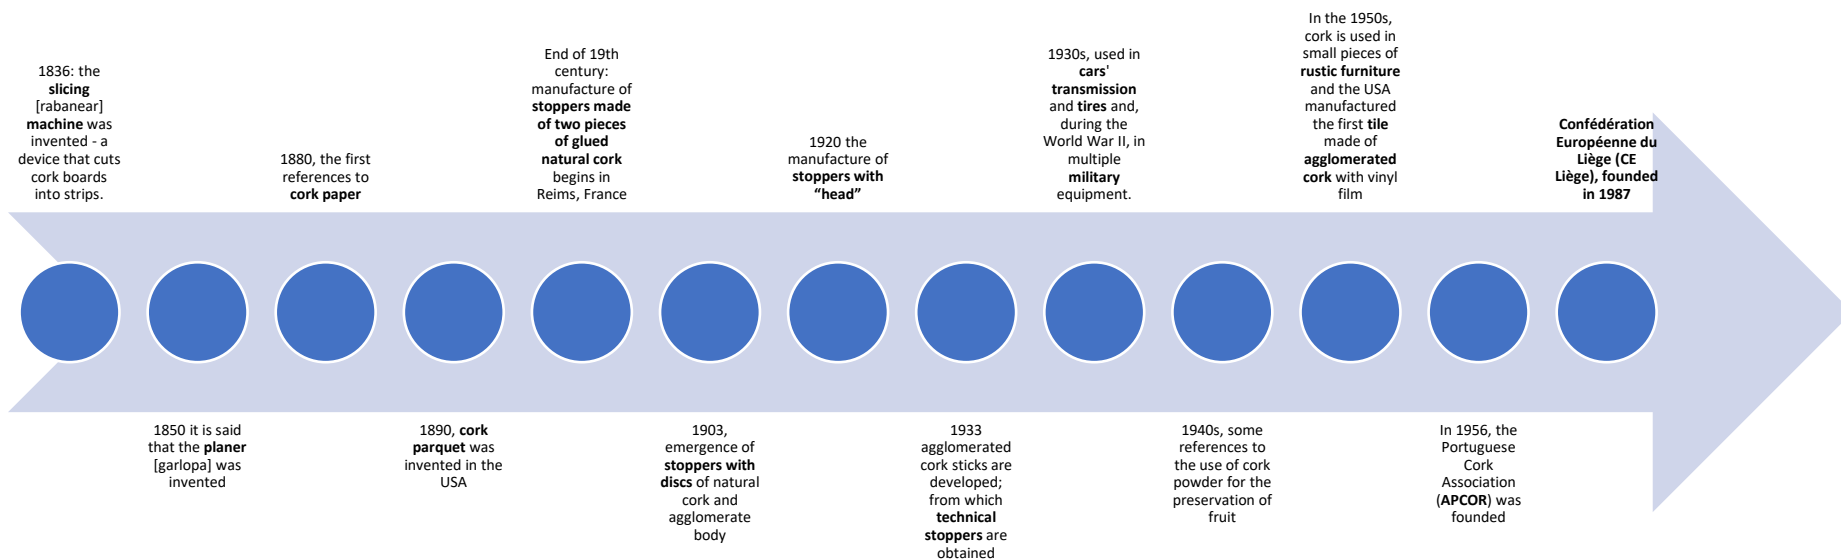 1836: the
slicing
[rabanear]
machine was
invented - a
device that cuts
cork boards
into strips.
1850 it is said
that the planer
[garlopa] was
invented
1880, the first
references to
cork paper
1890, cork
parquet was
invented in the
USA
End of 19th
century:
manufacture of
stoppers made
of two pieces
of glued
natural cork
begins in
Reims, France
1903,
emergence of
stoppers with
discs of natural
cork and
agglomerate
body
1920 the
manufacture of
stoppers with
“head”
1933
agglomerated
cork sticks are
developed;
from which
technical
stoppers are
obtained
1930s, used in
cars'
transmission
and tires and,
during the
World War II, in
multiple
military
equipment.
1940s, some
references to
the use of cork
powder for the
preservation of
fruit
In the 1950s,
cork is used in
small pieces of
rustic furniture
and the USA
manufactured
the first tile
made of
agglomerated
cork with vinyl
film
In 1956, the
Portuguese
Cork
Association
(APCOR) was
founded
Confédération
Européenne du
Liège (CE
Liège), founded
in 1987